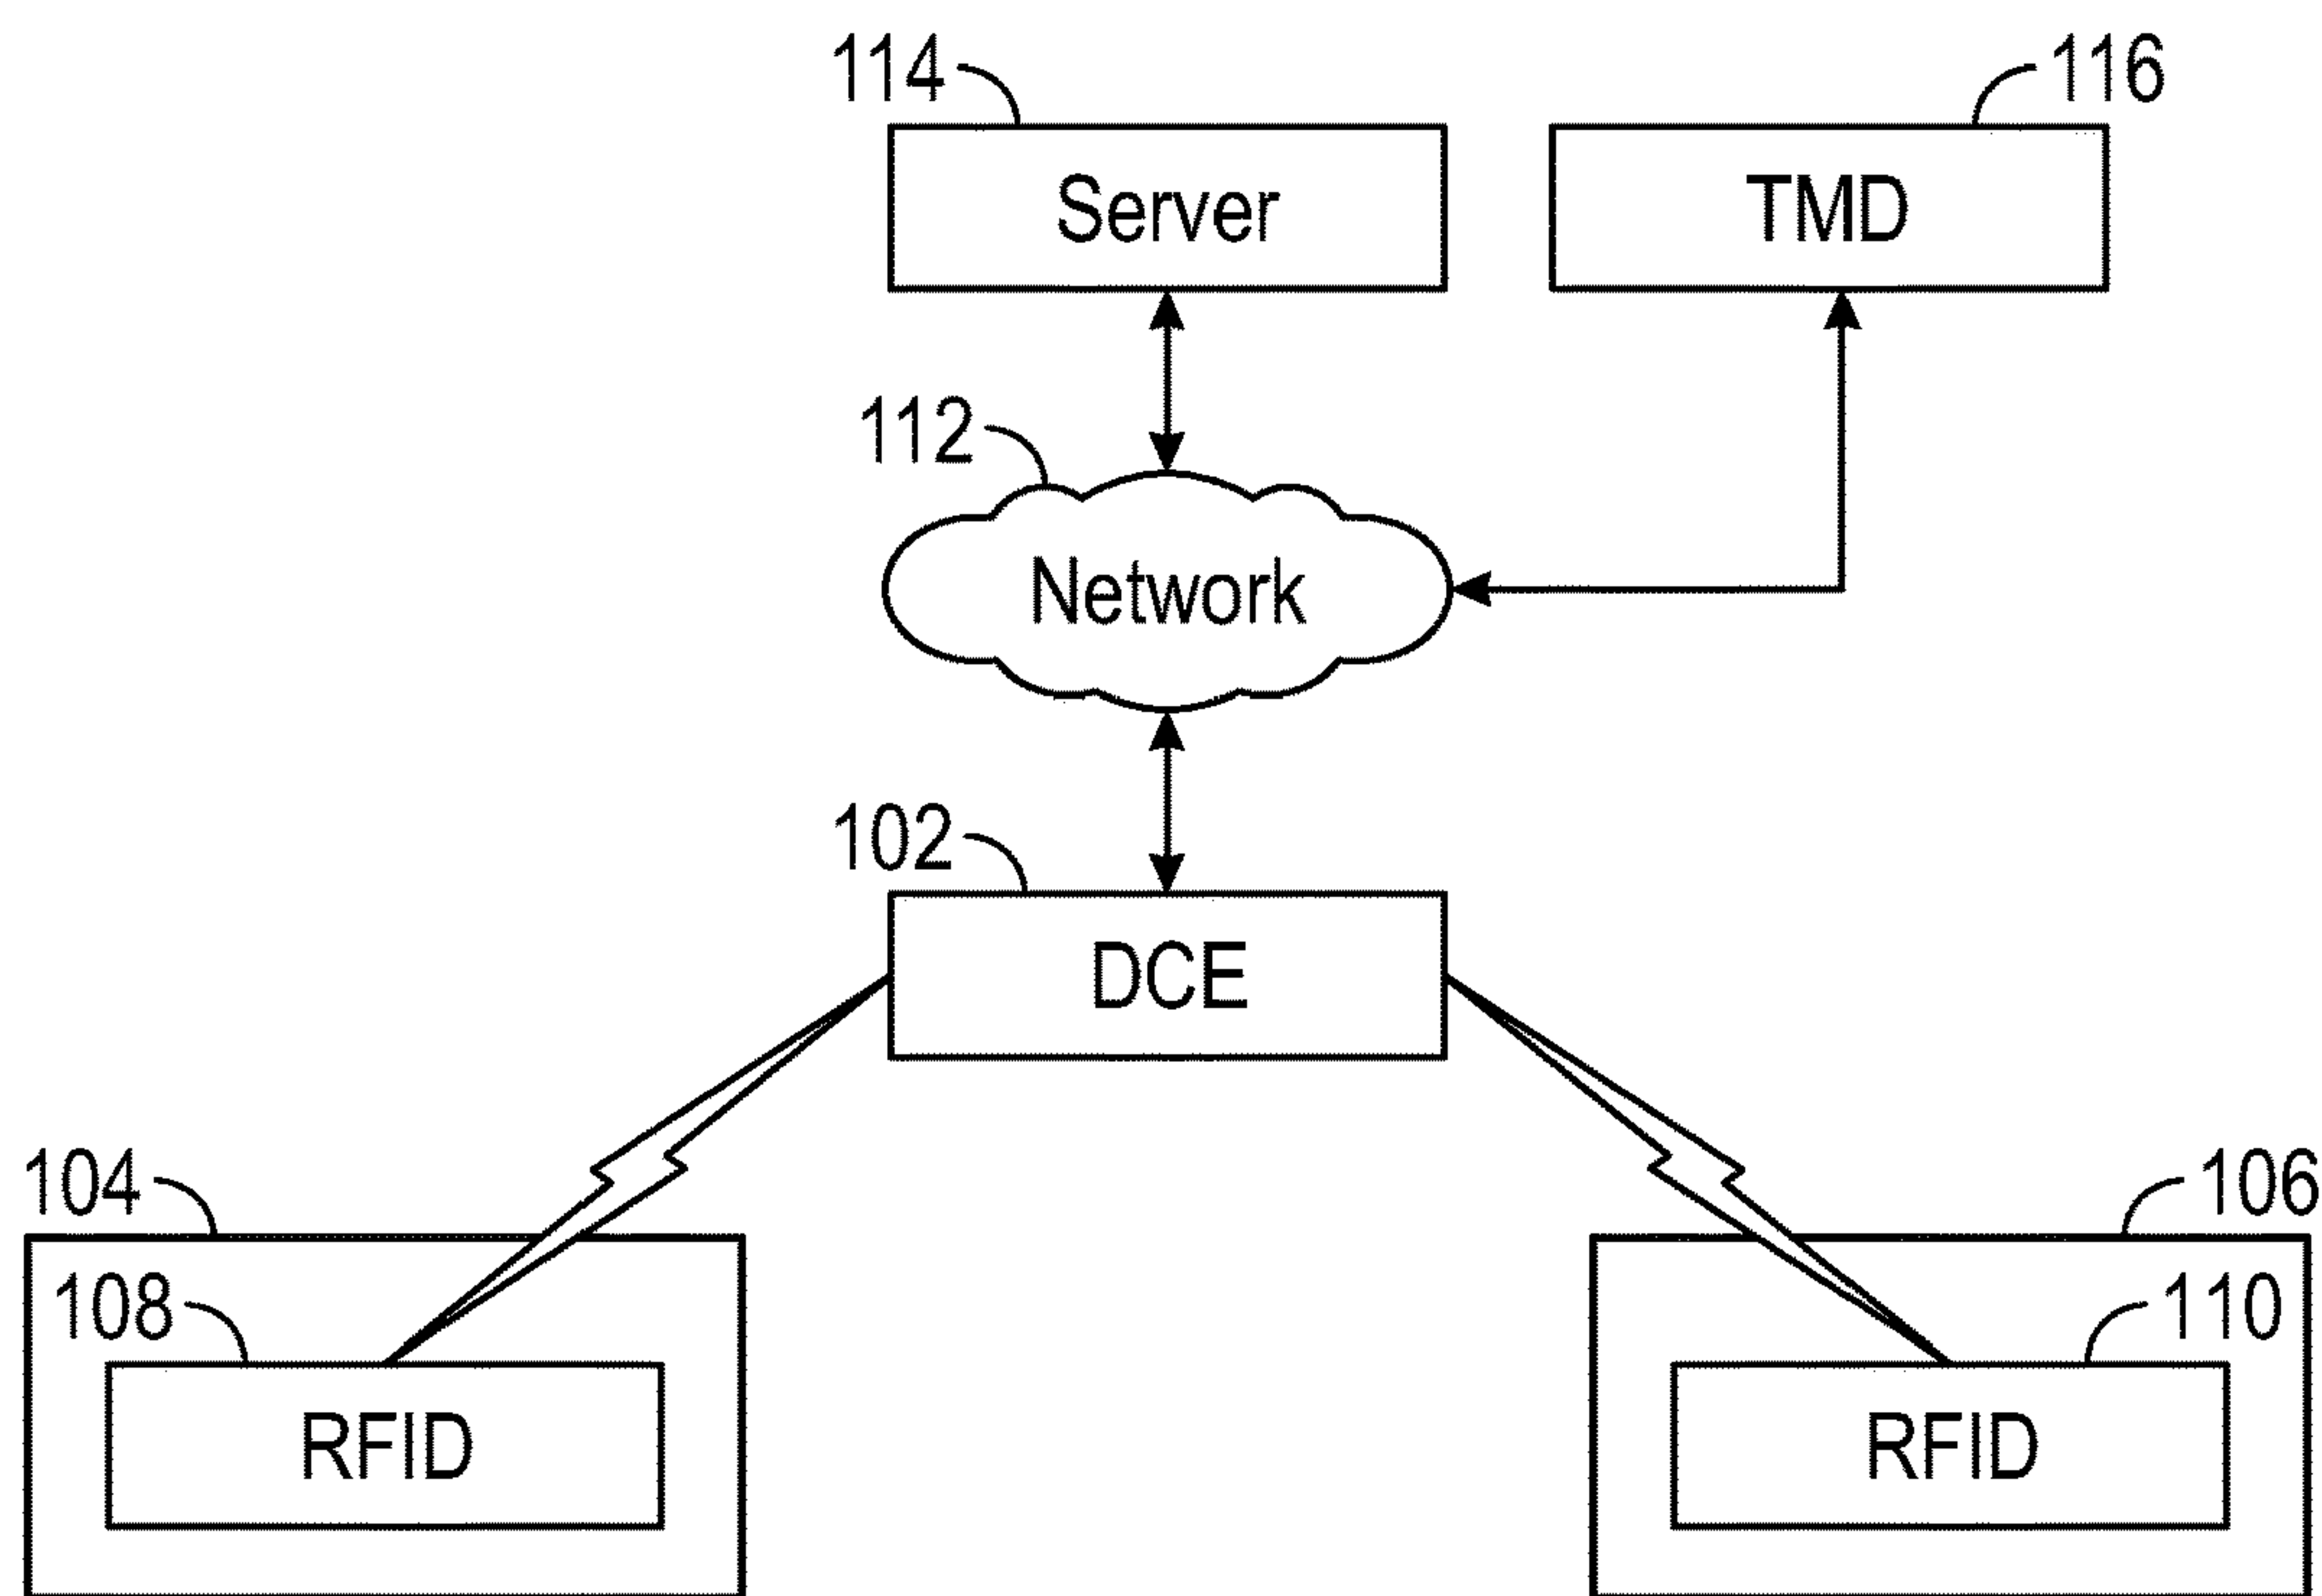 114
116
Server
TMD
112
Network
102
DCE
104
106
108
110
RFID
RFID